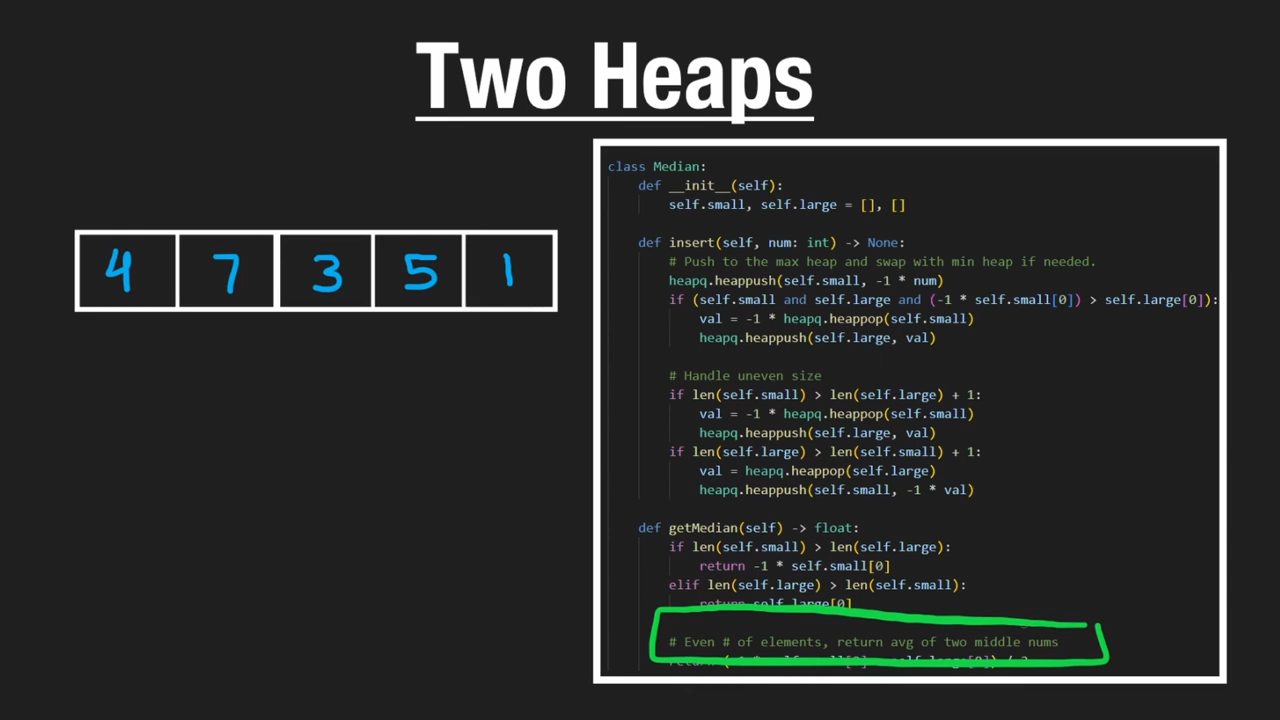 Two Heaps
4 7 3 5 1
class Median:
    def __init__(self):
        self.small, self.large = [], []

    def insert(self, num: int) -> None:
        # Push to the max heap and swap with min heap if needed.
        heapq.heappush(self.small, -1 * num)
        if (self.small and self.large and (-1 * self.small[0]) > self.large[0]):
            val = -1 * heapq.heappop(self.small)
            heapq.heappush(self.large, val)

        # Handle uneven size
        if len(self.small) > len(self.large) + 1:
            val = -1 * heapq.heappop(self.small)
            heapq.heappush(self.large, val)
        if len(self.large) > len(self.small) + 1:
            val = heapq.heappop(self.large)
            heapq.heappush(self.small, -1 * val)

    def getMedian(self) -> float:
        if len(self.small) > len(self.large):
            return -1 * self.small[0]
        elif len(self.large) > len(self.small):
            return self.large[0]

        # Even # of elements, return avg of two middle nums